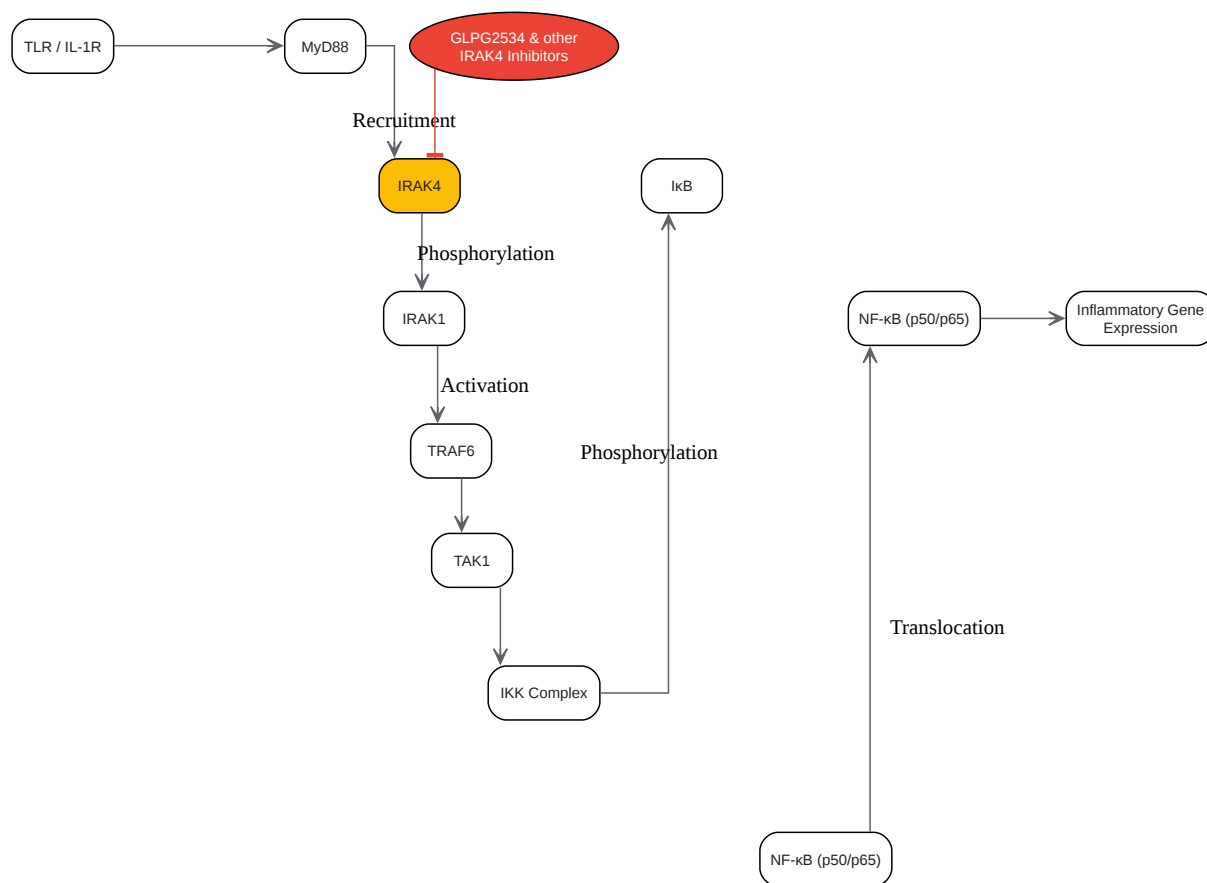 TLR / IL-1R
MyD88
GLPG2534 & other
IRAK4 Inhibitors
Recruitment
IRAK4
IκB
Phosphorylation
IRAK1
NF-κB (p50/p65)
Inflammatory Gene
Expression
Activation
TRAF6
Phosphorylation
TAK1
Translocation
IKK Complex
NF-κB (p50/p65)